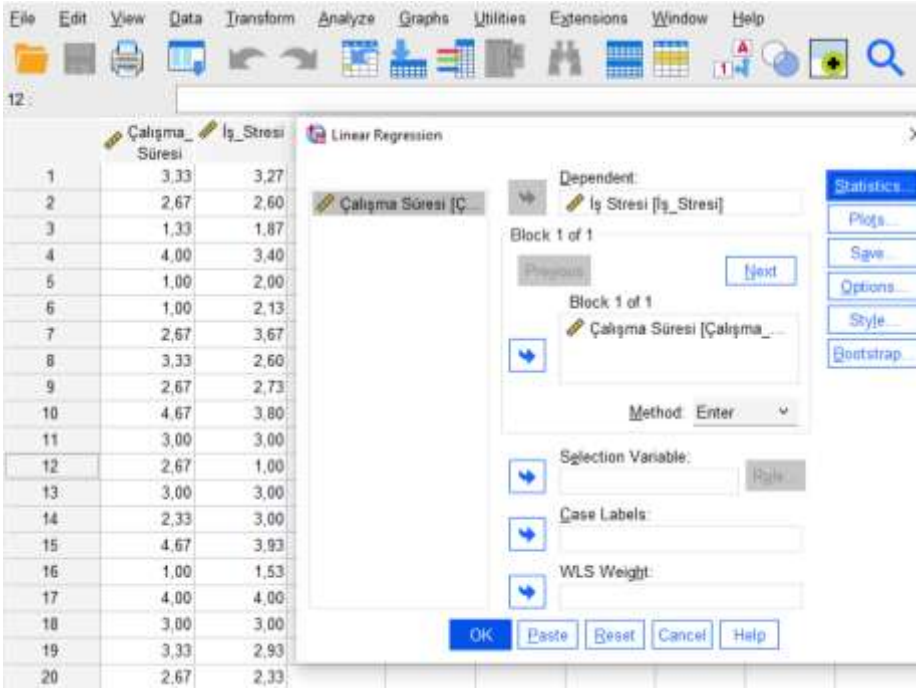 File Edit View Data Transform Analyze Graphs Utilities Extensions Window Help
12 :
Çalışma_Süresi İş_Stresi
1 3,33 3,27
2 2,67 2,60
3 1,33 1,87
4 4,00 3,40
5 1,00 2,00
6 1,00 2,13
7 2,67 3,67
8 3,33 2,60
9 2,67 2,73
10 4,67 3,80
11 3,00 3,00
12 2,67 1,00
13 3,00 3,00
14 2,33 3,00
15 4,67 3,93
16 1,00 1,53
17 4,00 4,00
18 3,00 3,00
19 3,33 2,93
20 2,67 2,33
Linear Regression
Çalışma Süresi [Ç...
Dependent:
İş Stresi [İş_Stresi]
Block 1 of 1
Previous Next
Block 1 of 1
Çalışma Süresi [Çalışma_...
Method: Enter
Selection Variable:
Rule...
Case Labels:
WLS Weight:
Statistics...
Plots...
Save...
Options...
Style...
Bootstrap...
OK Paste Reset Cancel Help